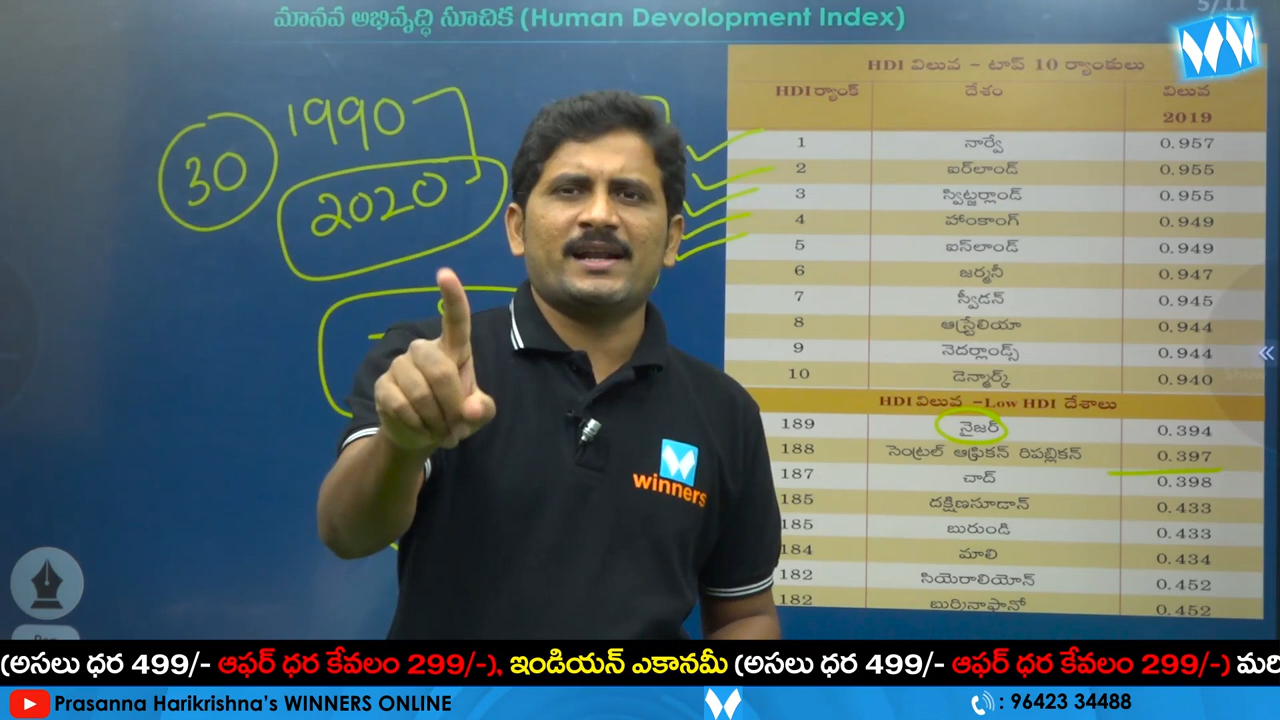 5/11
మానవ అభివృద్ధి సూచిక (Human Devolopment Index)
1990
30
2020
HDI విలువ – టాప్ 10 ర్యాంకులు
HDI ర్యాంక్ దేశం విలువ
2019
1 నార్వే 0.957
2 ఐర్‌లాండ్ 0.955
3 స్విట్జర్లాండ్ 0.955
4 హాంకాంగ్ 0.949
5 ఐస్‌లాండ్ 0.949
6 జర్మనీ 0.947
7 స్వీడన్ 0.945
8 ఆస్ట్రేలియా 0.944
9 నెదర్లాండ్స్ 0.944
10 డెన్మార్క్ 0.940
HDI విలువ –Low HDI దేశాలు
189 నైజర్ 0.394
188 సెంట్రల్ ఆఫ్రికన్ రిపబ్లికన్ 0.397
187 చాద్ 0.398
185 దక్షిణసూడాన్ 0.433
185 బురుండి 0.433
184 మాలి 0.434
182 సియెరాలియోన్ 0.452
182 బుర్కినాఫాసో 0.452
winners
(అసలు ధర 499/- ఆఫర్ ధర కేవలం 299/-), ఇండియన్ ఎకానమీ (అసలు ధర 499/- ఆఫర్ ధర కేవలం 299/-) మరి
Prasanna Harikrishna's WINNERS ONLINE
: 96423 34488